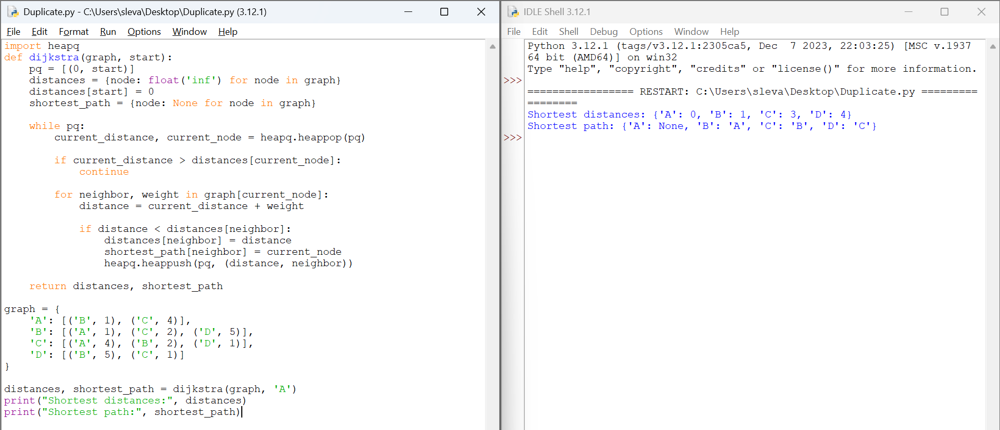 Duplicate.py - C:\Users\sleva\Desktop\Duplicate.py (3.12.1)
File Edit Format Run Options Window Help
import heapq
def dijkstra(graph, start):
    pq = [(0, start)]
    distances = {node: float('inf') for node in graph}
    distances[start] = 0
    shortest_path = {node: None for node in graph}
    while pq:
        current_distance, current_node = heapq.heappop(pq)
        if current_distance > distances[current_node]:
            continue
        for neighbor, weight in graph[current_node]:
            distance = current_distance + weight
            if distance < distances[neighbor]:
                distances[neighbor] = distance
                shortest_path[neighbor] = current_node
                heapq.heappush(pq, (distance, neighbor))
    return distances, shortest_path
graph = {
    'A': [('B', 1), ('C', 4)],
    'B': [('A', 1), ('C', 2), ('D', 5)],
    'C': [('A', 4), ('B', 2), ('D', 1)],
    'D': [('B', 5), ('C', 1)]
}
distances, shortest_path = dijkstra(graph, 'A')
print("Shortest distances:", distances)
print("Shortest path:", shortest_path)
IDLE Shell 3.12.1
File Edit Shell Debug Options Window Help
Python 3.12.1 (tags/v3.12.1:2305ca5, Dec  7 2023, 22:03:25) [MSC v.1937
64 bit (AMD64)] on win32
Type "help", "copyright", "credits" or "license()" for more information.
>>>
================= RESTART: C:\Users\sleva\Desktop\Duplicate.py =========
========
Shortest distances: {'A': 0, 'B': 1, 'C': 3, 'D': 4}
Shortest path: {'A': None, 'B': 'A', 'C': 'B', 'D': 'C'}
>>>